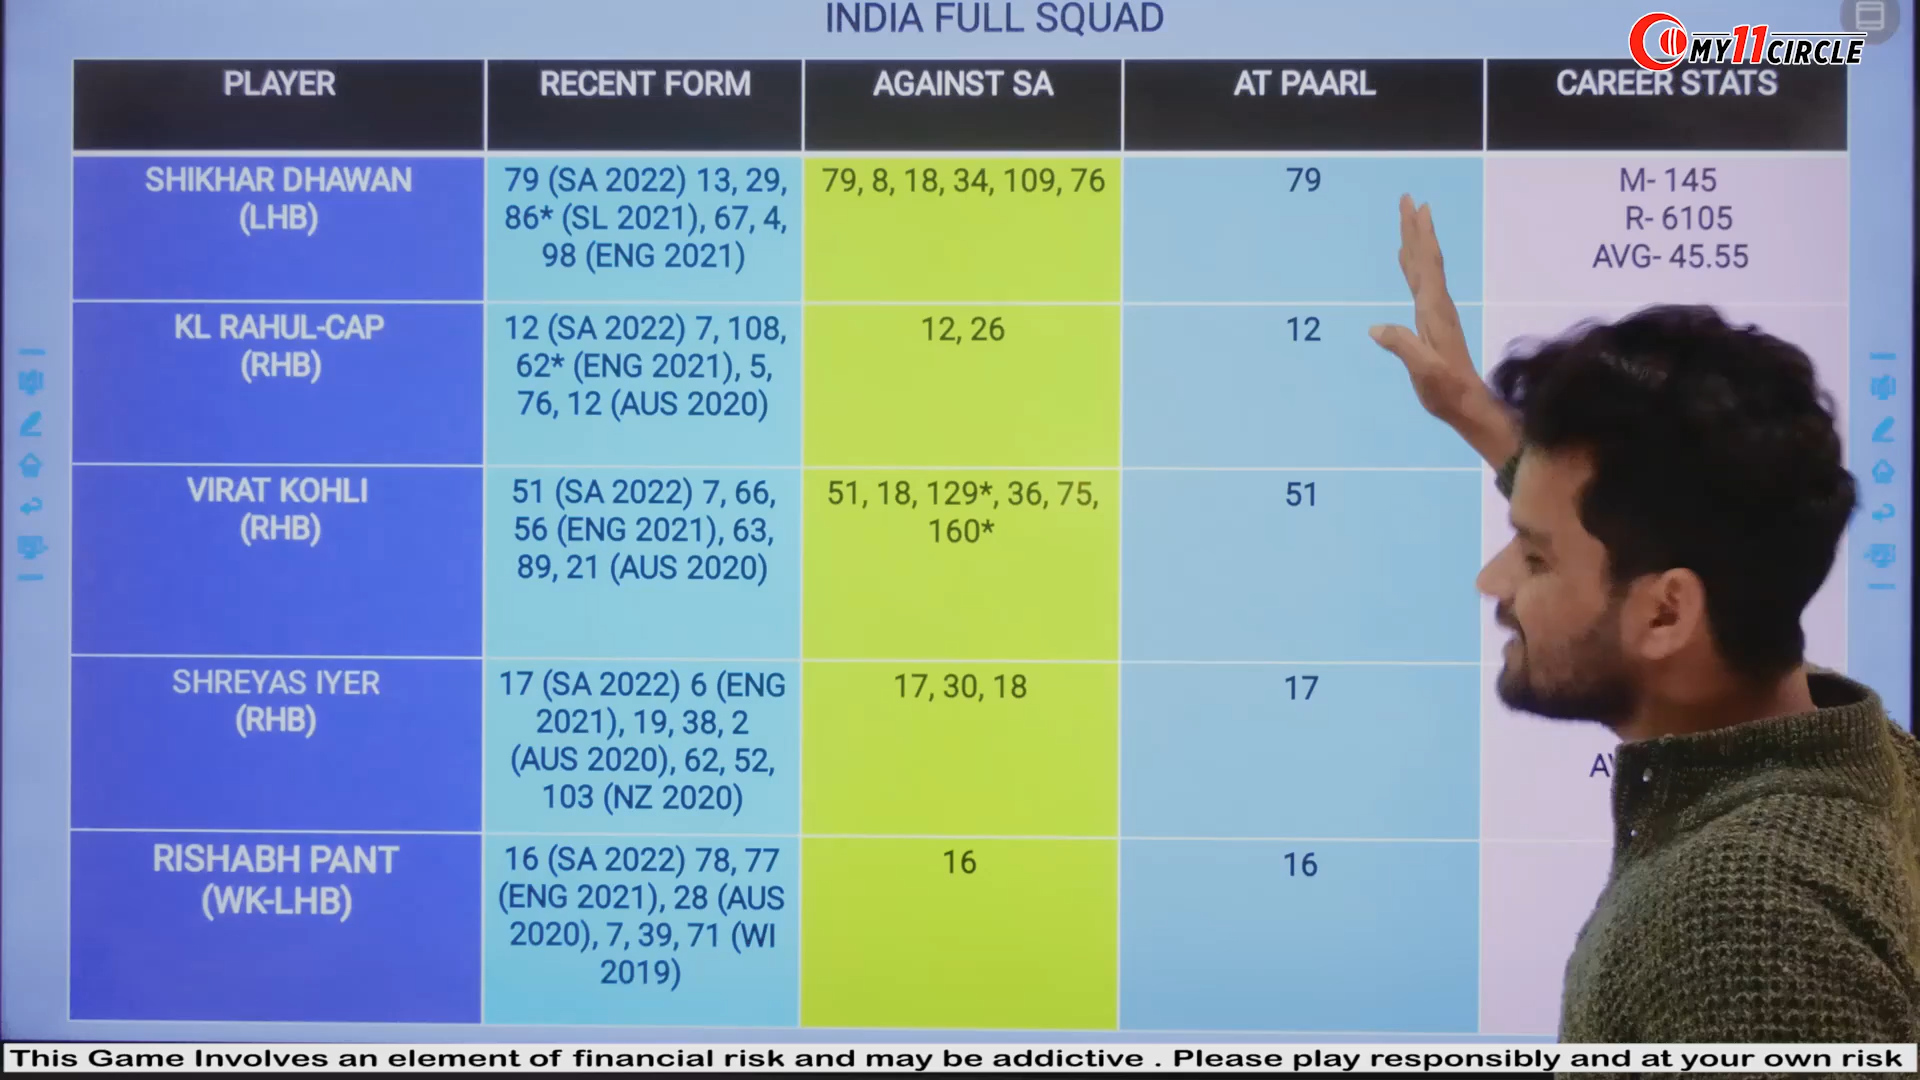 INDIA FULL SQUAD
MY11CIRCLE
PLAYER
RECENT FORM
AGAINST SA
AT PAARL
CAREER STATS
SHIKHAR DHAWAN
(LHB)
79 (SA 2022) 13, 29,
86* (SL 2021), 67, 4,
98 (ENG 2021)
79, 8, 18, 34, 109, 76
79
M- 145
R- 6105
AVG- 45.55
KL RAHUL-CAP
(RHB)
12 (SA 2022) 7, 108,
62* (ENG 2021), 5,
76, 12 (AUS 2020)
12, 26
12
VIRAT KOHLI
(RHB)
51 (SA 2022) 7, 66,
56 (ENG 2021), 63,
89, 21 (AUS 2020)
51, 18, 129*, 36, 75,
160*
51
SHREYAS IYER
(RHB)
17 (SA 2022) 6 (ENG
2021), 19, 38, 2
(AUS 2020), 62, 52,
103 (NZ 2020)
17, 30, 18
17
RISHABH PANT
(WK-LHB)
16 (SA 2022) 78, 77
(ENG 2021), 28 (AUS
2020), 7, 39, 71 (WI
2019)
16
16
This Game Involves an element of financial risk and may be addictive . Please play responsibly and at your own risk